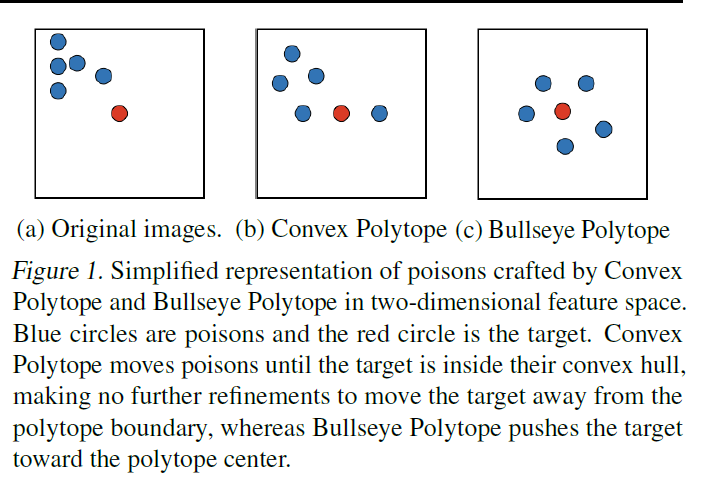 (a) Original images. (b) Convex Polytope (c) Bullseye Polytope
Figure 1. Simplified representation of poisons crafted by Convex
Polytope and Bullseye Polytope in two-dimensional feature space.
Blue circles are poisons and the red circle is the target. Convex
Polytope moves poisons until the target is inside their convex hull,
making no further refinements to move the target away from the
polytope boundary, whereas Bullseye Polytope pushes the target
toward the polytope center.